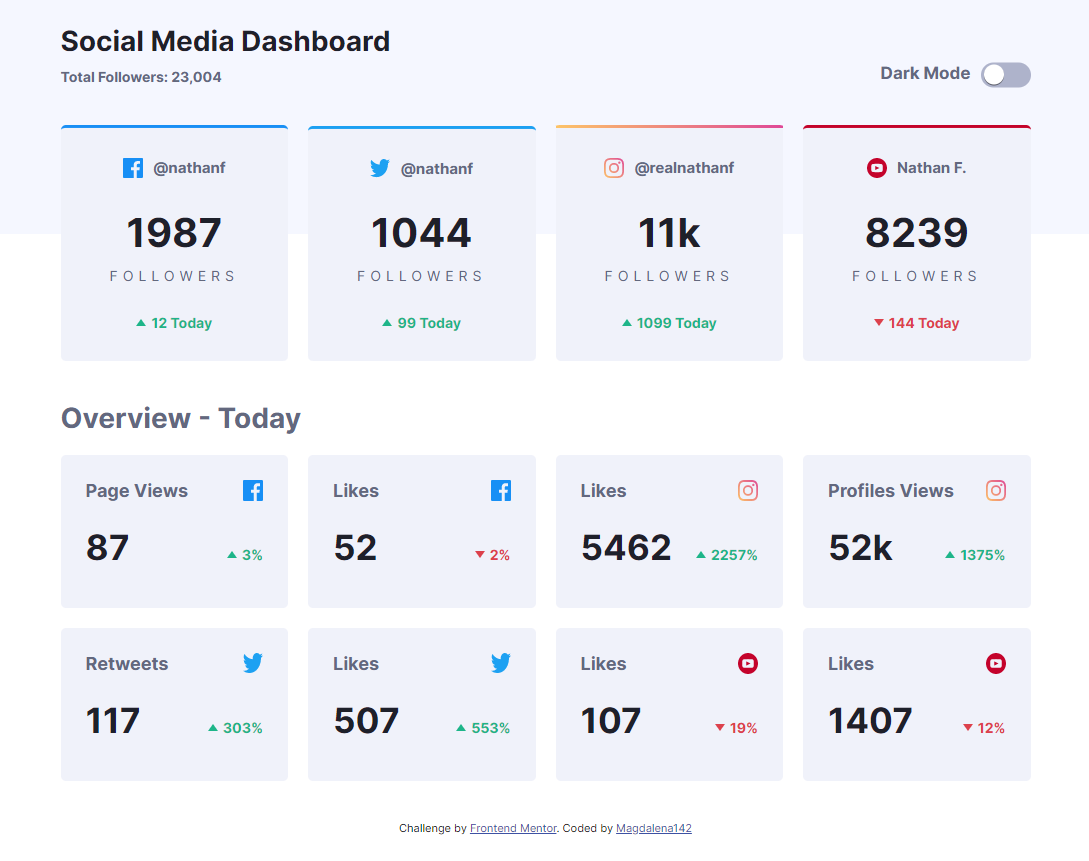 Social Media Dashboard
Total Followers: 23,004
Dark Mode
@nathanf
1987
FOLLOWERS
12 Today
@nathanf
1044
FOLLOWERS
99 Today
@realnathanf
11k
FOLLOWERS
1099 Today
Nathan F.
8239
FOLLOWERS
144 Today
Overview - Today
Page Views
87
3%
Likes
52
2%
Likes
5462
2257%
Profiles Views
52k
1375%
Retweets
117
303%
Likes
507
553%
Likes
107
19%
Likes
1407
12%
Challenge by Frontend Mentor. Coded by Magdalena142